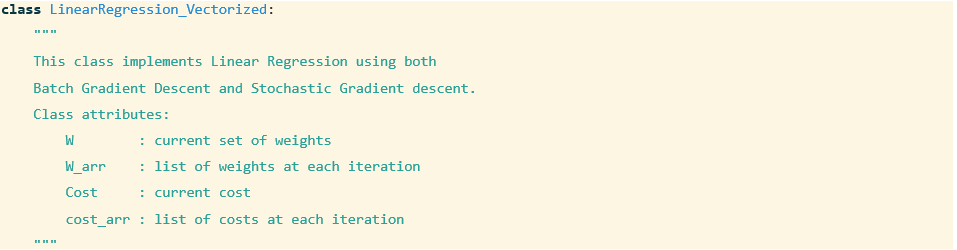 class LinearRegression_Vectorized:
    """
    This class implements Linear Regression using both
    Batch Gradient Descent and Stochastic Gradient descent.
    Class attributes:
        W        : current set of weights
        W_arr    : list of weights at each iteration
        Cost     : current cost
        cost_arr : list of costs at each iteration
    """